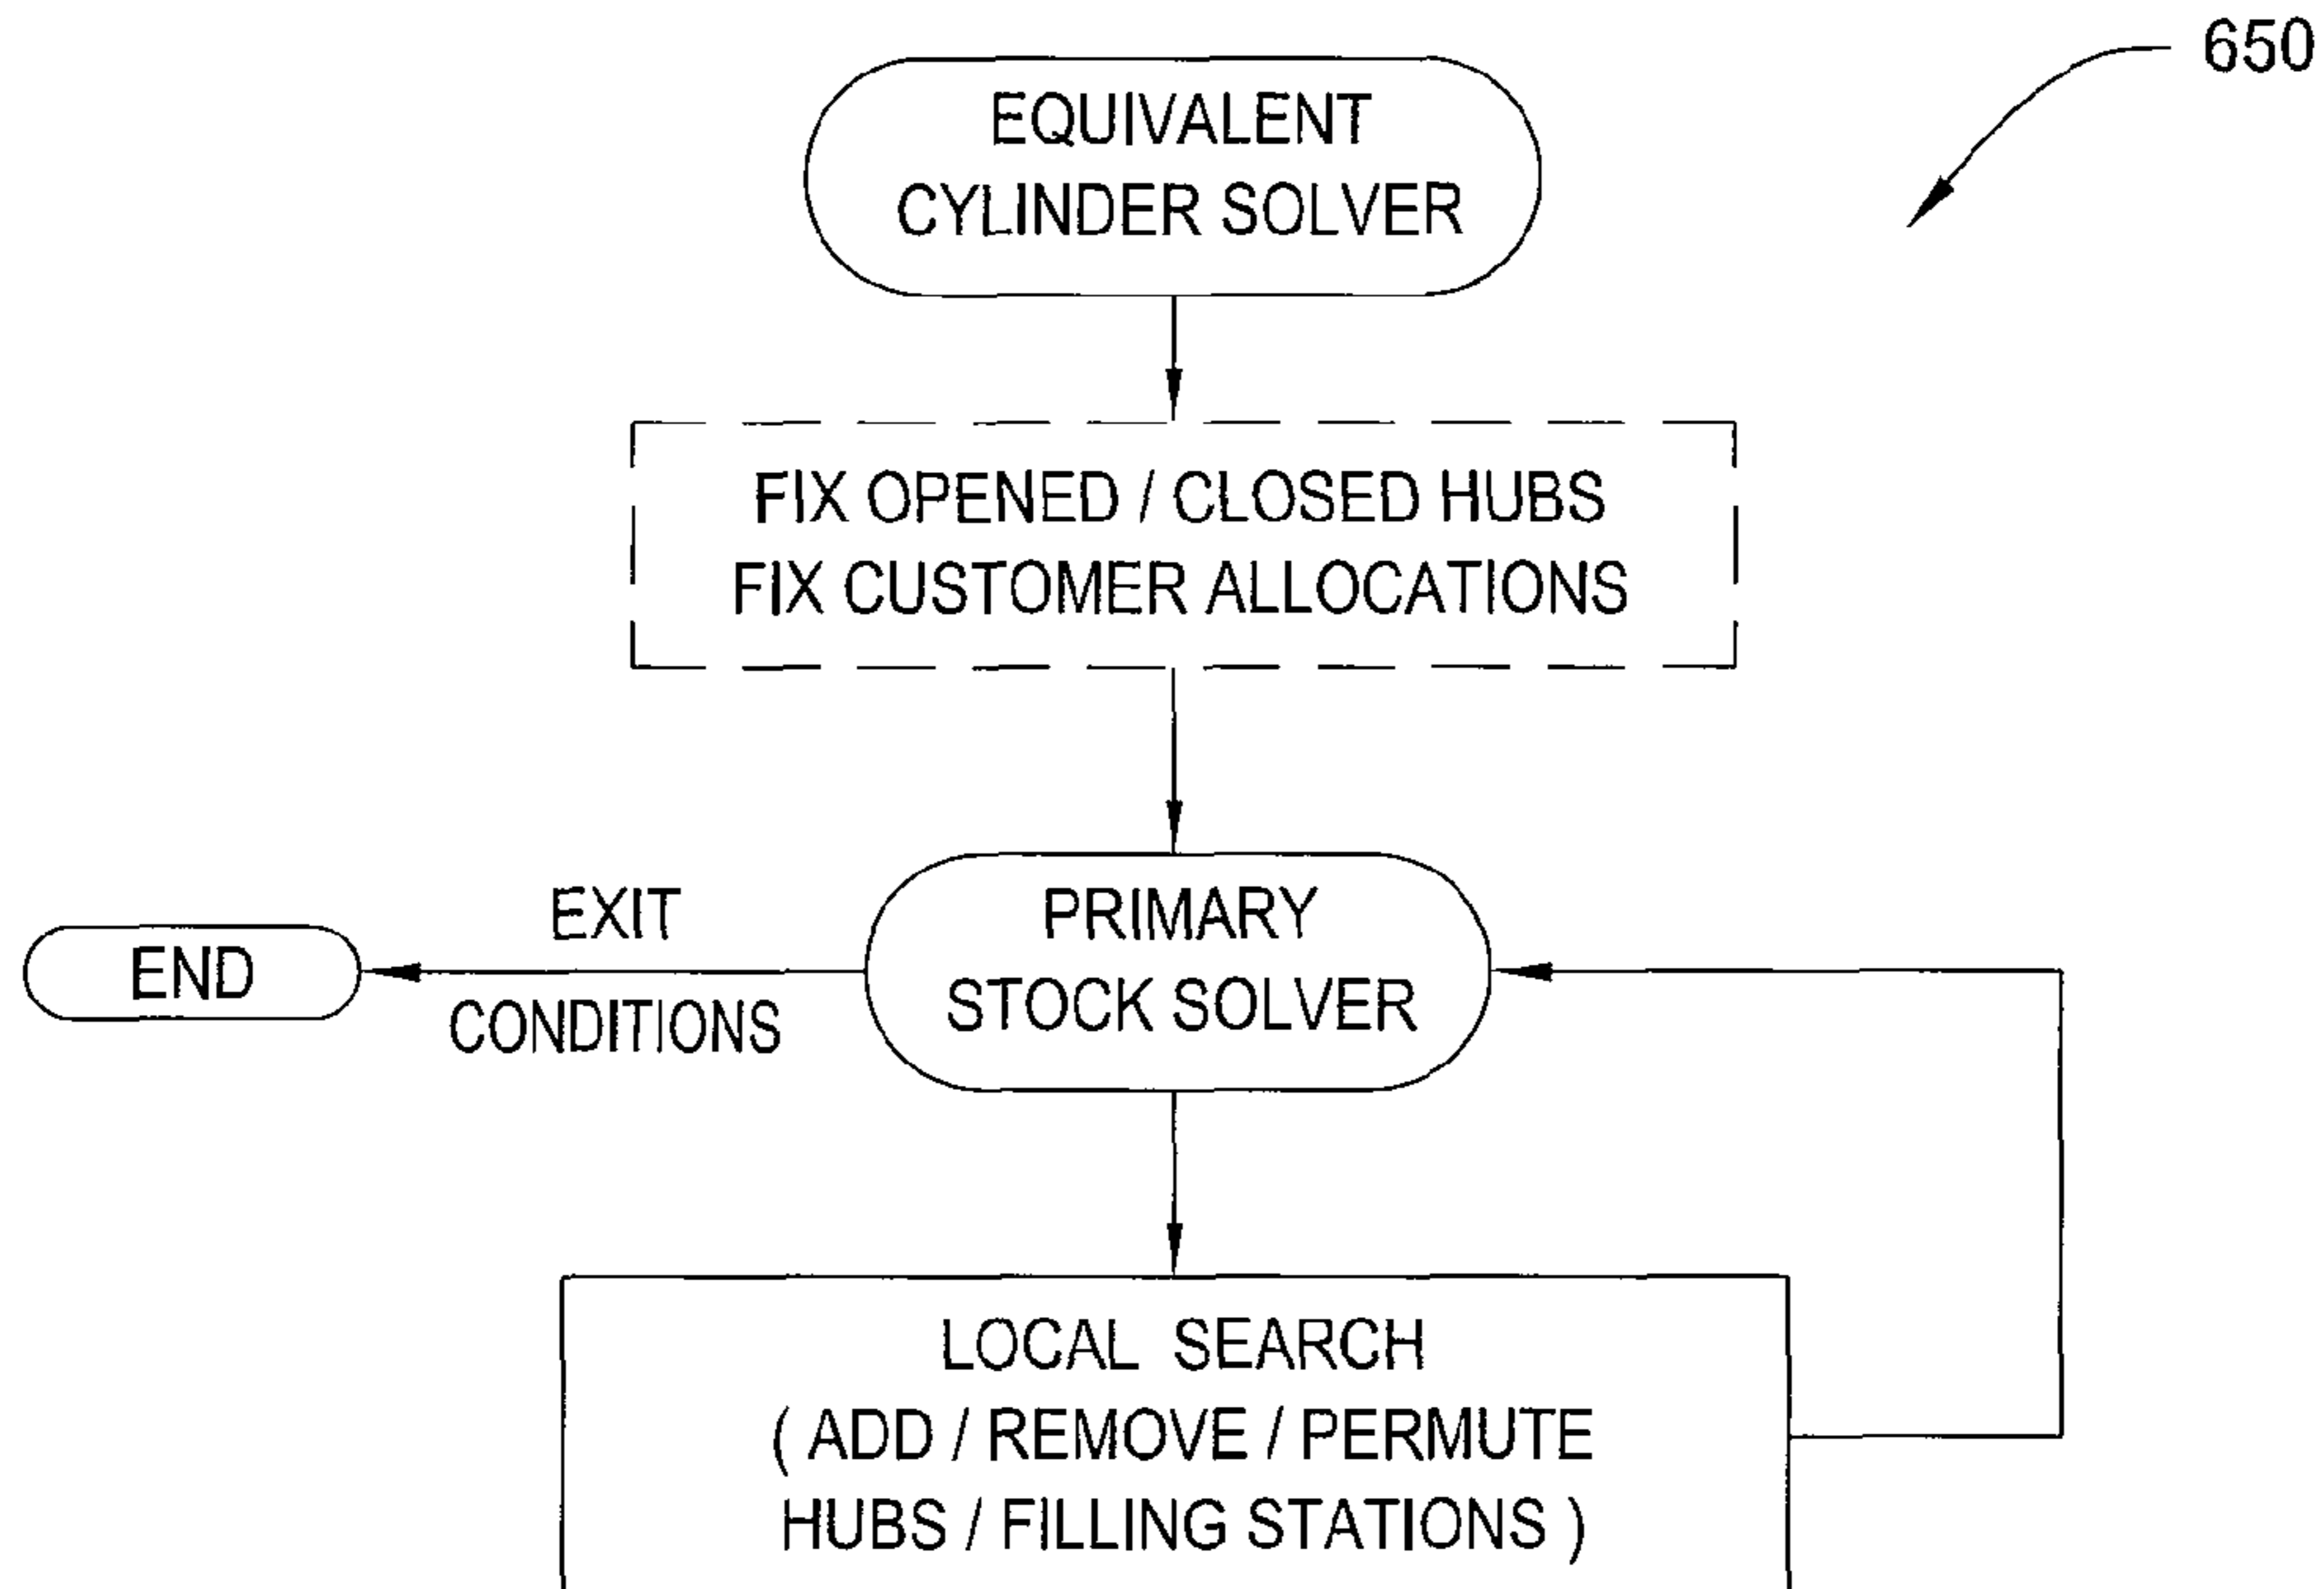 650
EQUIVALENT
CYLINDER SOLVER
FIX OPENED / CLOSED HUBS
FIX CUSTOMER ALLOCATIONS
EXIT
CONDITIONS
END
PRIMARY
STOCK SOLVER
LOCAL SEARCH
( ADD / REMOVE / PERMUTE
HUBS / FILLING STATIONS )